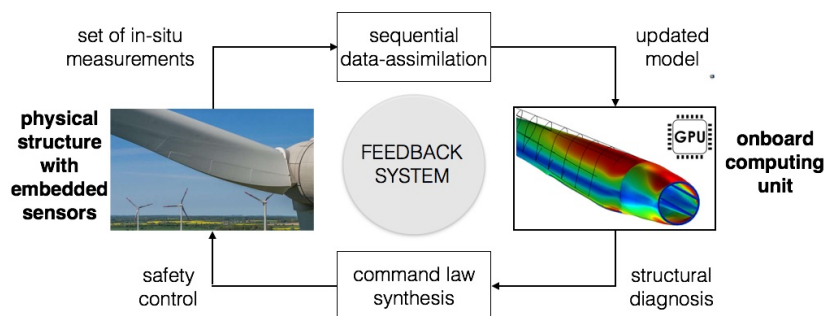 set of in-situ
measurements
sequential
data-assimilation
updated
model
physical
structure
with
embedded
sensors
FEEDBACK
SYSTEM
GPU
onboard
computing
unit
safety
control
command law
synthesis
structural
diagnosis